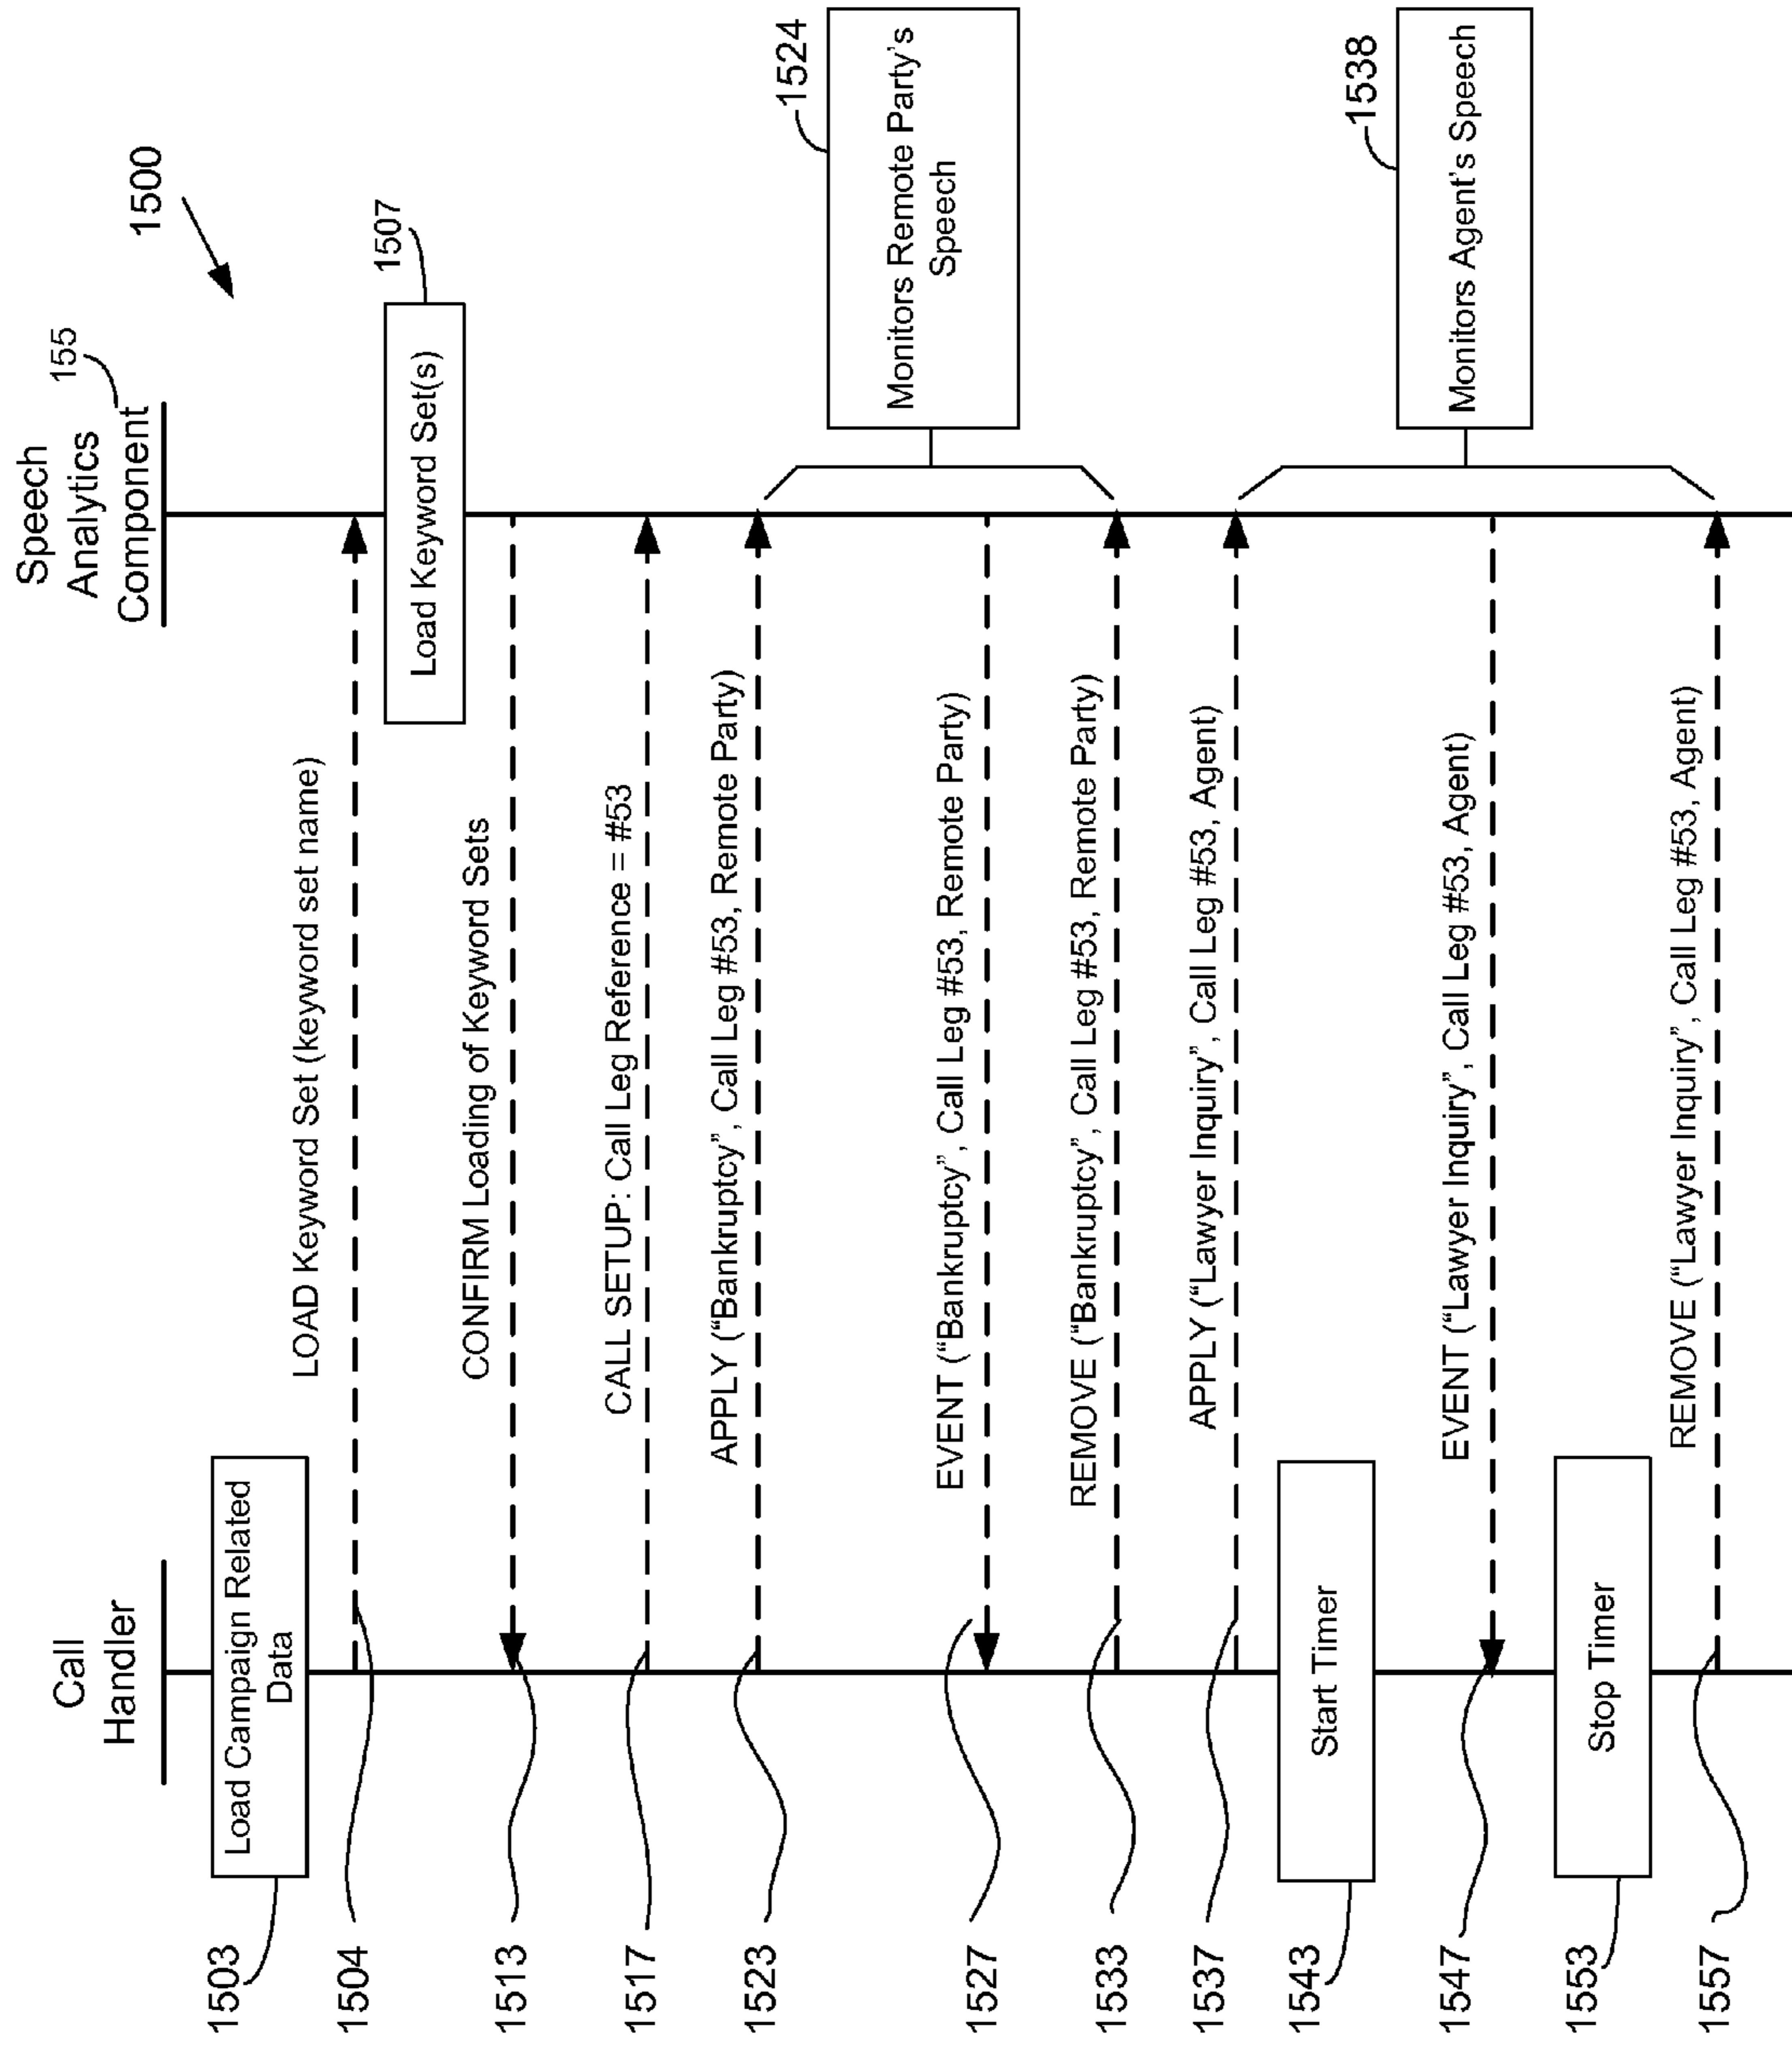 1500
Call
Handler
Speech
Analytics
Component
155
1503
Load Campaign Related
Data
1504
LOAD Keyword Set (keyword set name)
Load Keyword Set(s)
1507
1513
CONFIRM Loading of Keyword Sets
1517
CALL SETUP: Call Leg Reference = #53
1523
APPLY (“Bankruptcy”, Call Leg #53, Remote Party)
Monitors Remote Party’s
Speech
1524
1527
EVENT (“Bankruptcy”, Call Leg #53, Remote Party)
1533
REMOVE (“Bankruptcy”, Call Leg #53, Remote Party)
1537
APPLY (“Lawyer Inquiry”, Call Leg #53, Agent)
1543
Start Timer
Monitors Agent’s Speech
1538
1547
EVENT (“Lawyer Inquiry”, Call Leg #53, Agent)
1553
Stop Timer
1557
REMOVE (“Lawyer Inquiry”, Call Leg #53, Agent)